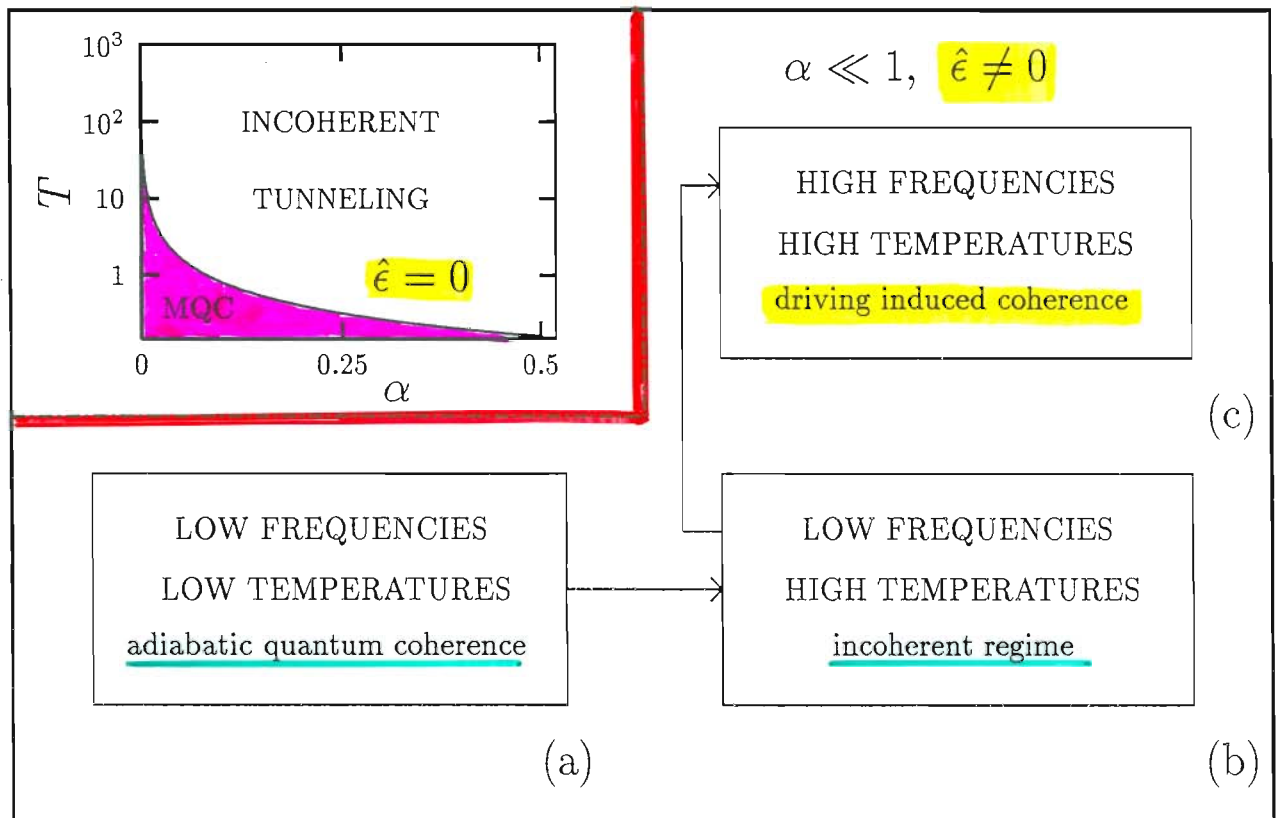 10³
10²
10
1
T
INCOHERENT
TUNNELING
ϵ̂ = 0
MQC
0
0.25
0.5
α
α ≪ 1, ϵ̂ ≠ 0
HIGH FREQUENCIES
HIGH TEMPERATURES
driving induced coherence
(c)
LOW FREQUENCIES
LOW TEMPERATURES
adiabatic quantum coherence
(a)
LOW FREQUENCIES
HIGH TEMPERATURES
incoherent regime
(b)